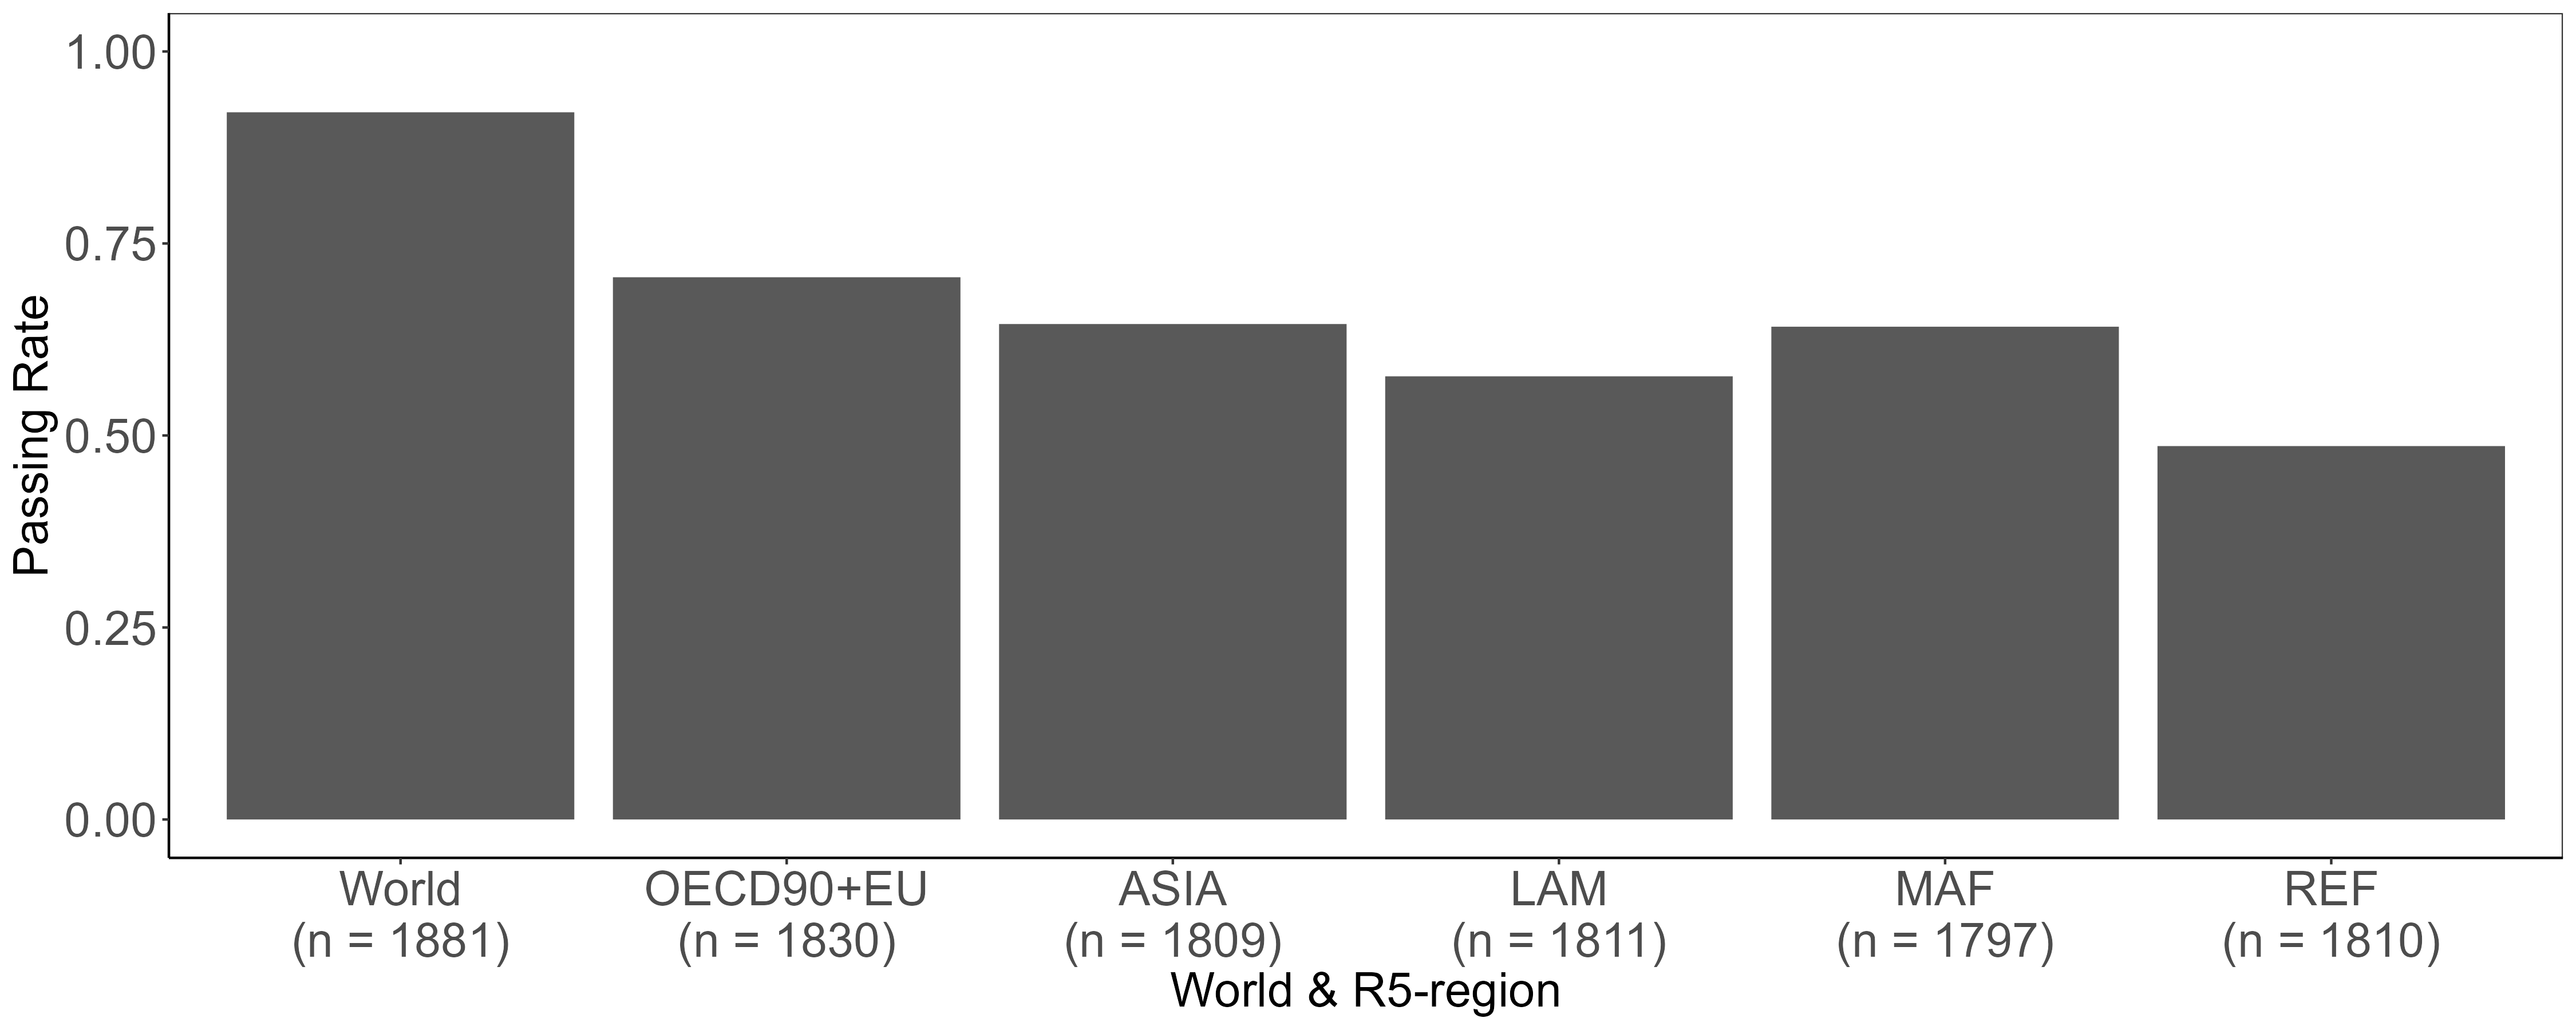 1.00
0.75
0.50
0.25
0.00
Passing Rate
World
(n = 1881)
OECD90+EU
(n = 1830)
ASIA
(n = 1809)
LAM
(n = 1811)
MAF
(n = 1797)
REF
(n = 1810)
World & R5-region